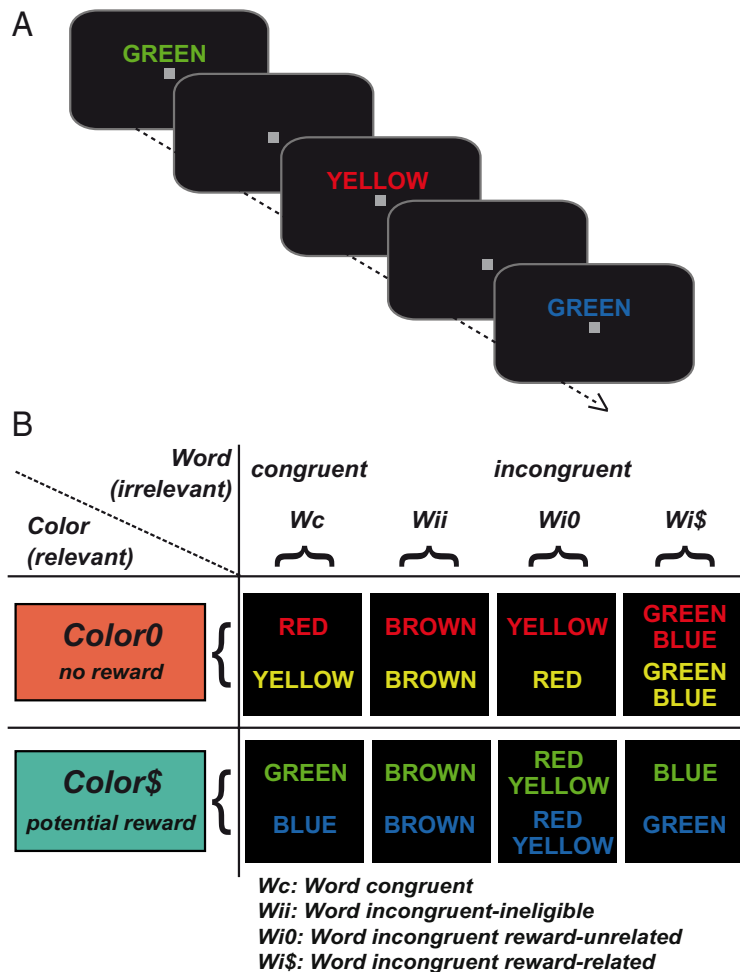 A
GREEN
YELLOW
GREEN
B
Word
(irrelevant)
Color
(relevant)
congruent
incongruent
Wc
Wii
Wi0
Wi$
Color0
no reward
RED
YELLOW
BROWN
BROWN
YELLOW
RED
GREEN
BLUE
GREEN
BLUE
Color$
potential reward
GREEN
BLUE
BROWN
BROWN
RED
YELLOW
RED
YELLOW
BLUE
GREEN
Wc: Word congruent
Wii: Word incongruent-ineligible
Wi0: Word incongruent reward-unrelated
Wi$: Word incongruent reward-related